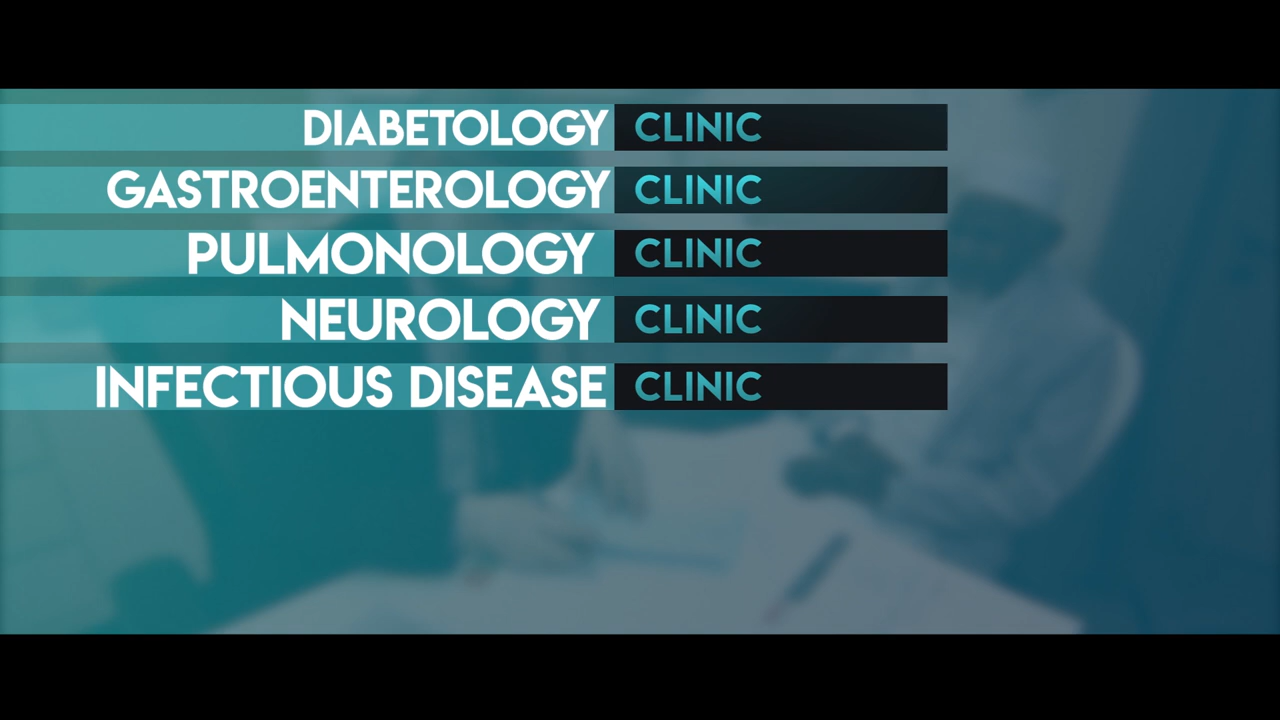 DIABETOLOGY CLINIC
GASTROENTEROLOGY CLINIC
PULMONOLOGY CLINIC
NEUROLOGY CLINIC
INFECTIOUS DISEASE CLINIC